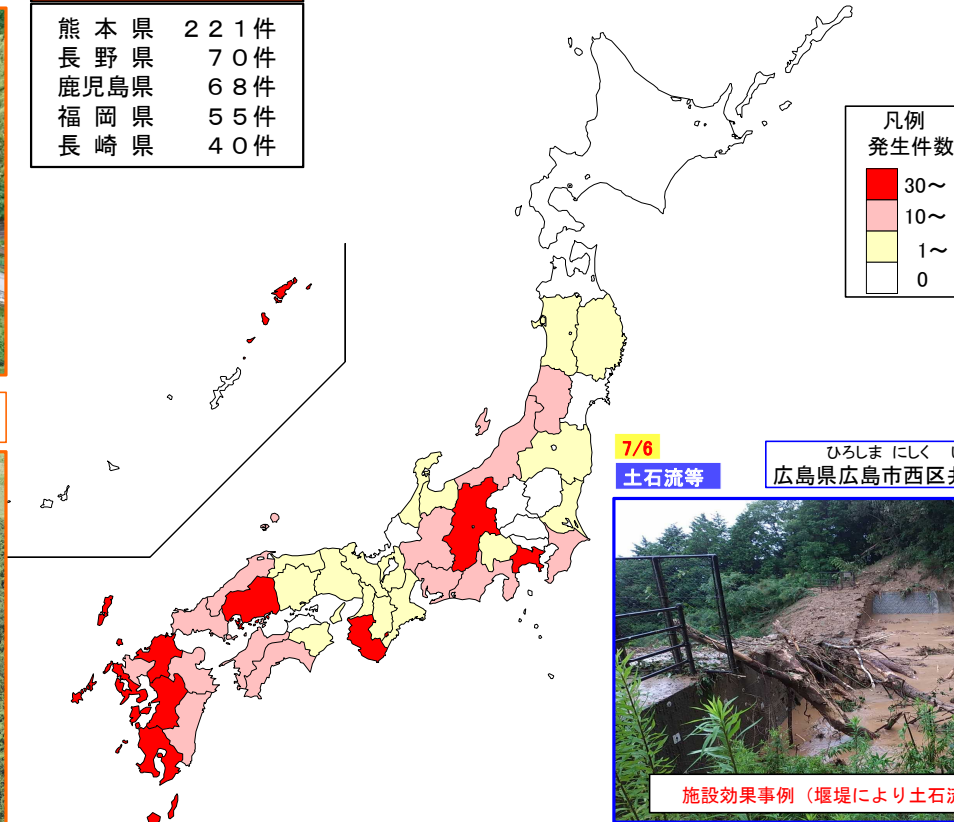 熊本県 221件
長野県 70件
鹿児島県 68件
福岡県 55件
長崎県 40件
凡例
発生件数
30～
10～
1～
0
7/6
土石流等
ひろしま にしく
広島県広島市西区井
施設効果事例（堰堤により土石流